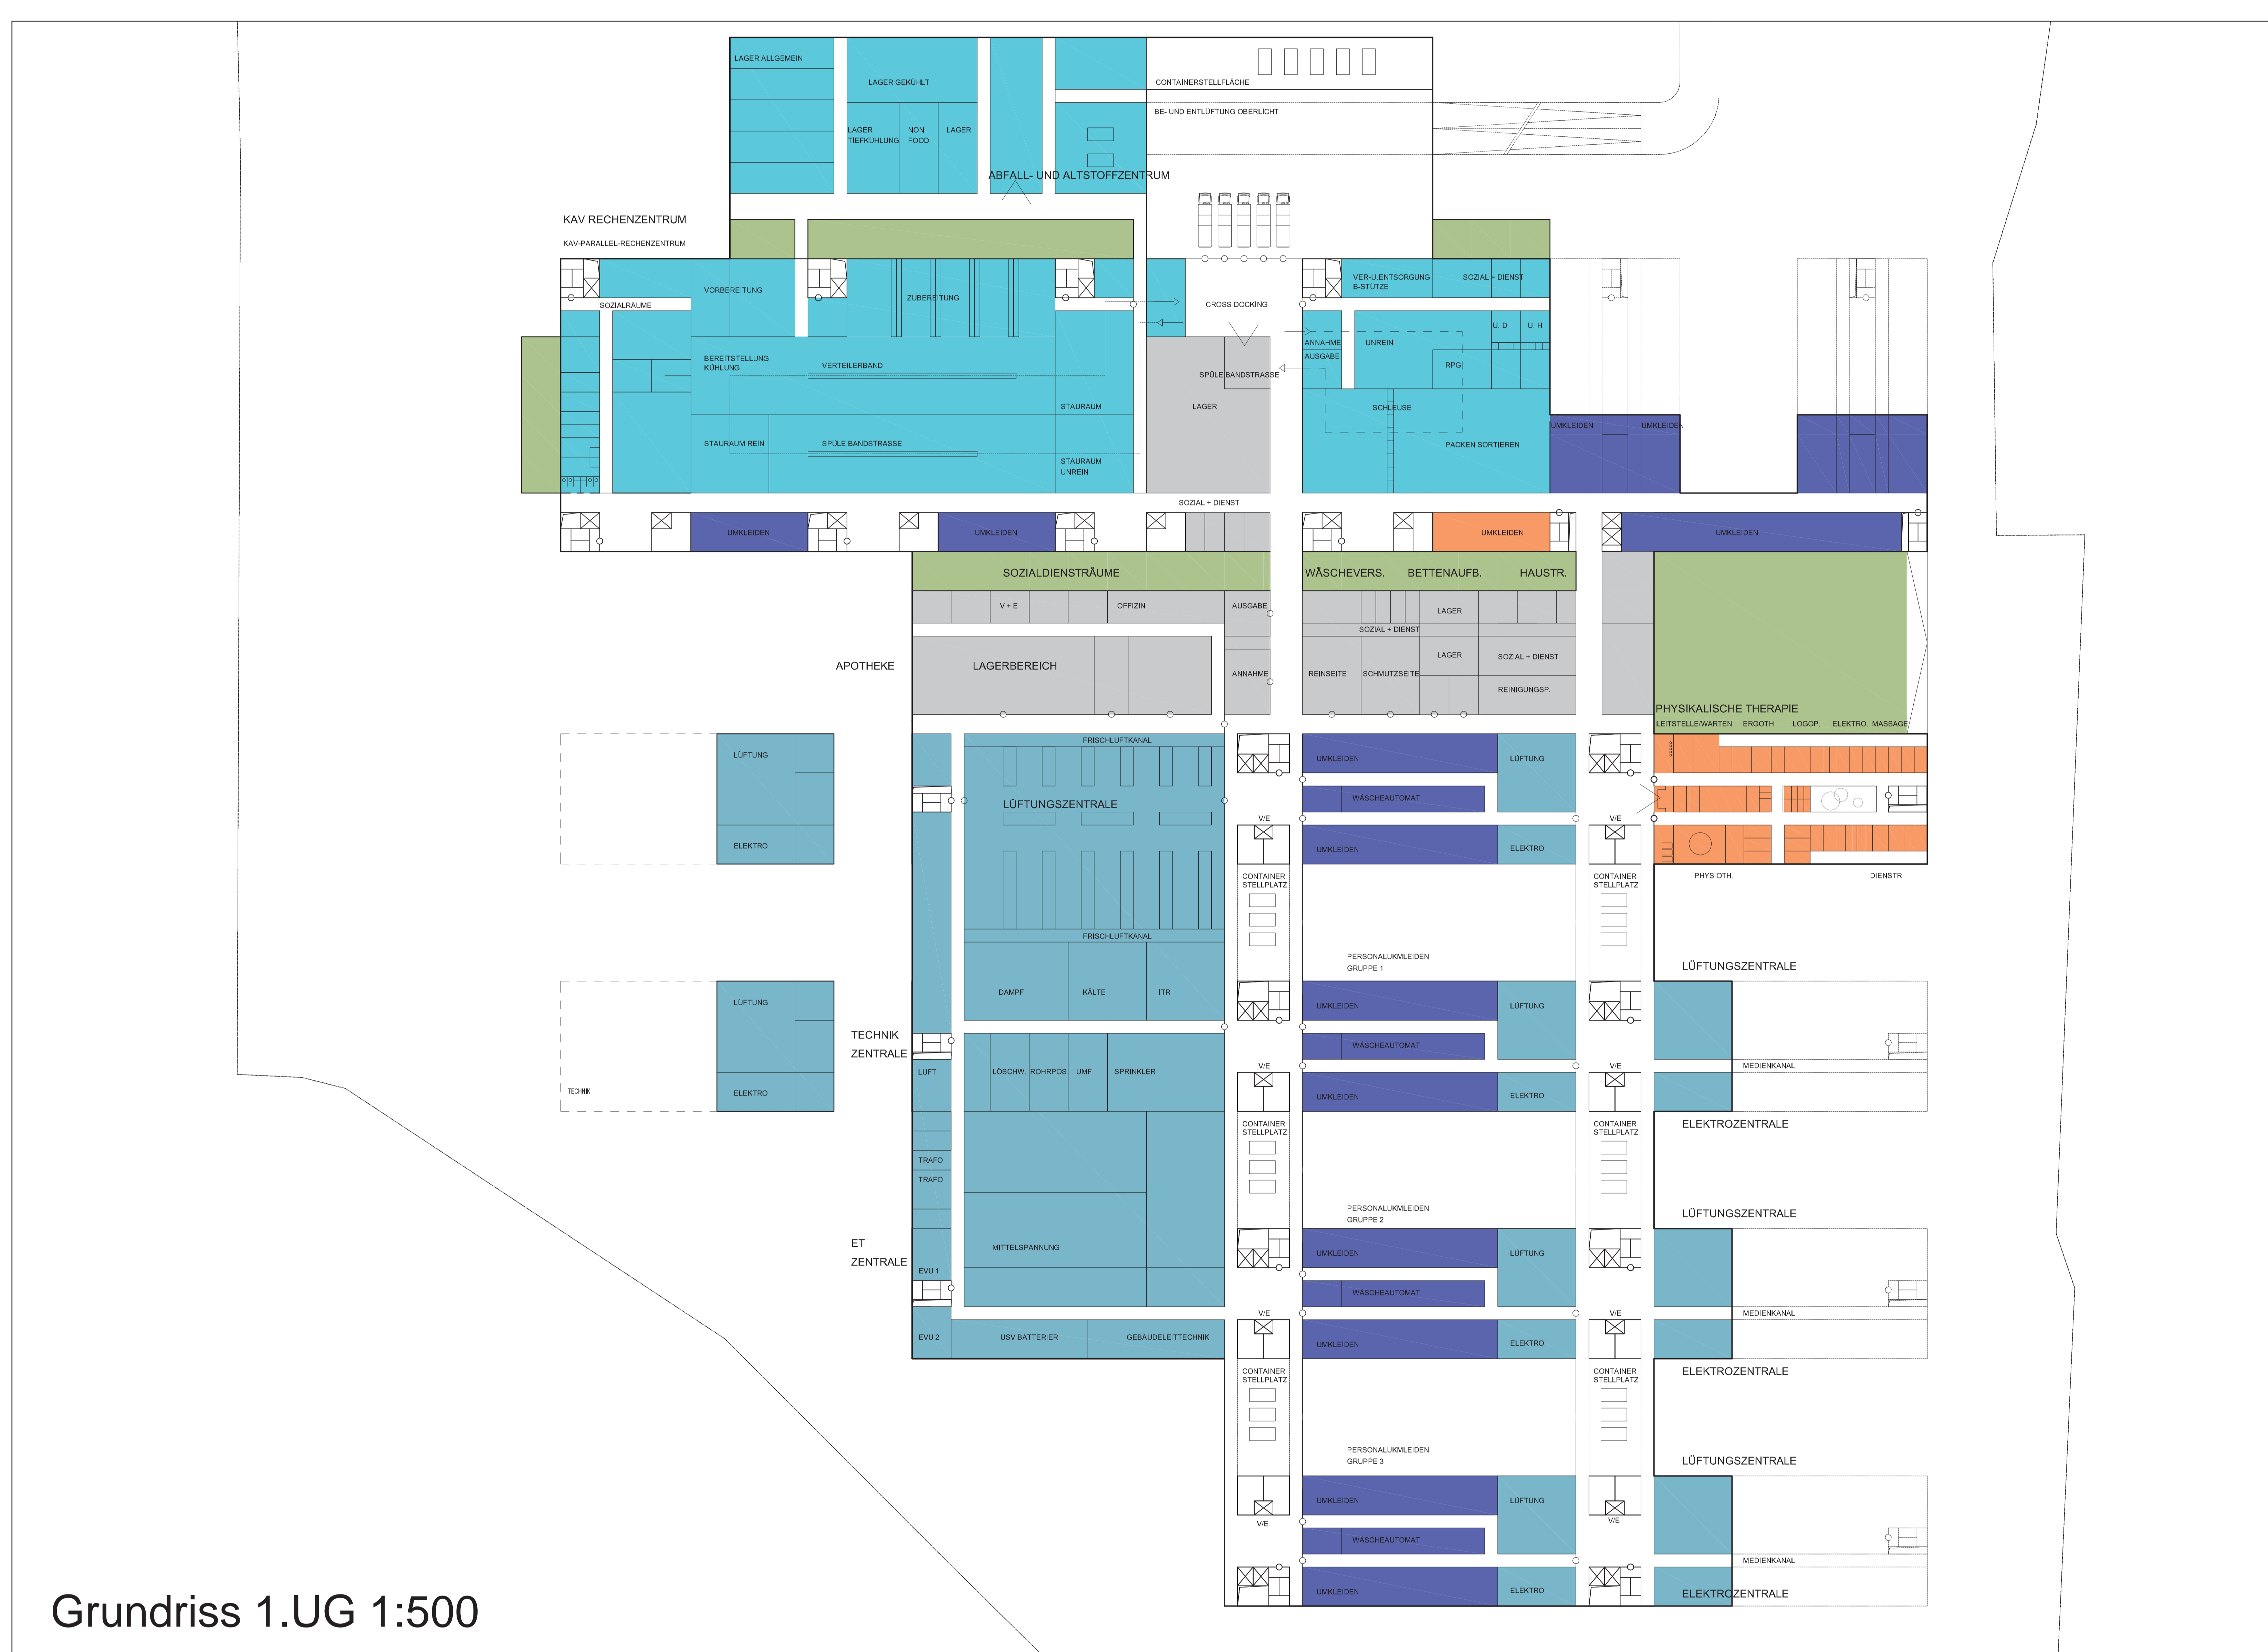 LAGER ALLGEMEIN
LAGER GEKÜHLT
CONTAINERSTELLFLÄCHE
BE- UND ENTLÜFTUNG OBERLICHT
LAGER
TIEFKÜHLUNG
NON
FOOD
LAGER
ABFALL- UND ALTSTOFFZENTRUM
KAV RECHENZENTRUM
KAV-PARALLEL-RECHENZENTRUM
VORBEREITUNG
ZUBEREITUNG
SOZIALRÄUME
CROSS DOCKING
VER-U.ENTSORGUNG
B-STÜTZE
SOZIAL + DIENST
U. D
U. H
ANNAHME
UNREIN
AUSGABE
RPG
BEREITSTELLUNG
KÜHLUNG
VERTEILERBAND
SPÜLE BANDSTRASSE
STAURAUM
LAGER
SCHLEUSE
UMKLEIDEN
UMKLEIDEN
STAURAUM REIN
SPÜLE BANDSTRASSE
PACKEN SORTIEREN
STAURAUM
UNREIN
SOZIAL + DIENST
UMKLEIDEN
UMKLEIDEN
UMKLEIDEN
UMKLEIDEN
SOZIALDIENSTRÄUME
WÄSCHEVERS.
BETTENAUFB.
HAUSTR.
V + E
OFFIZIN
AUSGABE
LAGER
SOZIAL + DIENST
APOTHEKE
LAGERBEREICH
ANNAHME
REINSEITE
SCHMUTZSEITE
LAGER
SOZIAL + DIENST
REINIGUNGSP.
PHYSIKALISCHE THERAPIE
LEITSTELLE/WARTEN
ERGOTH.
LOGOP.
ELEKTRO.
MASSAGE
FRISCHLUFTKANAL
LÜFTUNG
UMKLEIDEN
LÜFTUNG
LÜFTUNGSZENTRALE
WÄSCHEAUTOMAT
V/E
V/E
ELEKTRO
UMKLEIDEN
ELEKTRO
CONTAINER
STELLPLATZ
CONTAINER
STELLPLATZ
PHYSIOTH.
DIENSTR.
FRISCHLUFTKANAL
PERSONALUKMLEIDEN
GRUPPE 1
LÜFTUNGSZENTRALE
DAMPF
KÄLTE
ITR
LÜFTUNG
UMKLEIDEN
LÜFTUNG
TECHNIK
ZENTRALE
WÄSCHEAUTOMAT
LUFT
LÖSCHW.
ROHRPOS
UMF
SPRINKLER
V/E
V/E
MEDIENKANAL
TECHNIK
ELEKTRO
UMKLEIDEN
ELEKTRO
CONTAINER
STELLPLATZ
CONTAINER
STELLPLATZ
ELEKTROZENTRALE
TRAFO
TRAFO
PERSONALUKMLEIDEN
GRUPPE 2
LÜFTUNGSZENTRALE
ET
ZENTRALE
MITTELSPANNUNG
UMKLEIDEN
LÜFTUNG
EVU 1
WÄSCHEAUTOMAT
V/E
V/E
MEDIENKANAL
EVU 2
USV BATTERIER
GEBÄUDELEITTECHNIK
UMKLEIDEN
ELEKTRO
CONTAINER
STELLPLATZ
CONTAINER
STELLPLATZ
ELEKTROZENTRALE
PERSONALUKMLEIDEN
GRUPPE 3
LÜFTUNGSZENTRALE
UMKLEIDEN
LÜFTUNG
V/E
V/E
WÄSCHEAUTOMAT
MEDIENKANAL
UMKLEIDEN
ELEKTRO
ELEKTROZENTRALE
Grundriss 1.UG 1:500